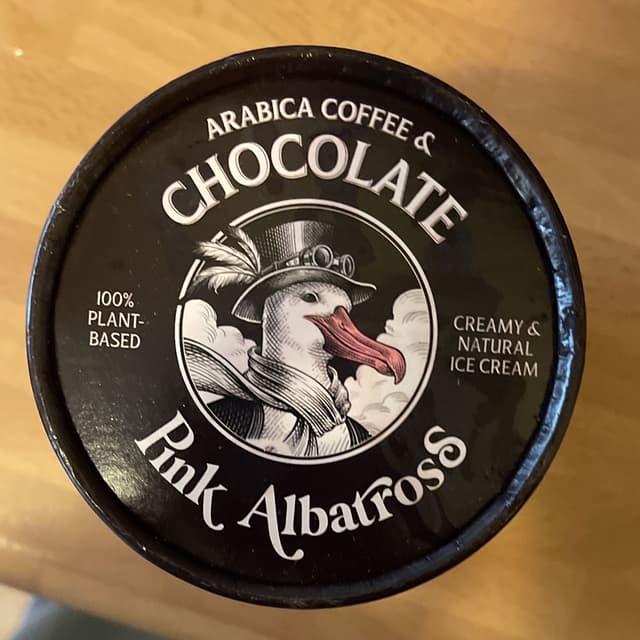 ARABICA COFFEE &
CHOCOLATE
100%
PLANT-
BASED
CREAMY &
NATURAL
ICE CREAM
Pink Albatross